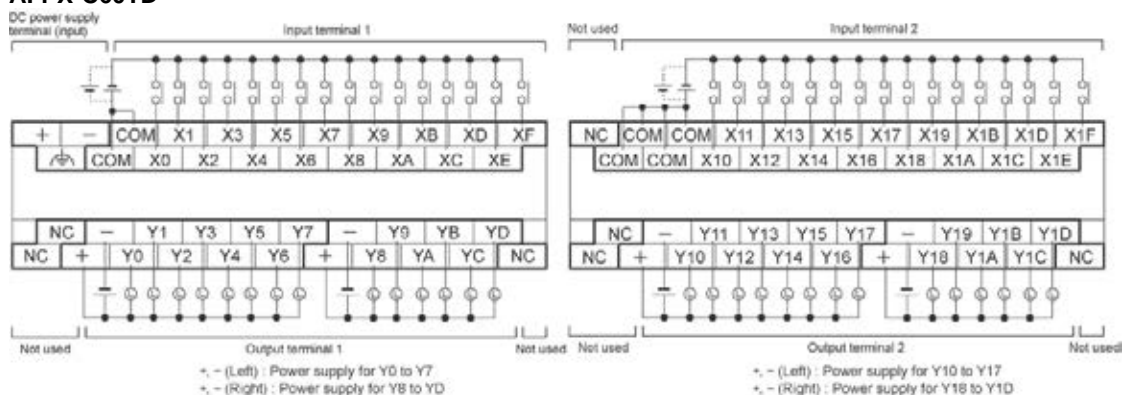 DC power supply
terminal (input)
Input terminal 1
Not used
Input terminal 2
+ − COM X1 X3 X5 X7 X9 XB XD XF
COM X0 X2 X4 X6 X8 XA XC XE
NC COM COM X11 X13 X15 X17 X19 X1B X1D X1F
COM COM X10 X12 X14 X16 X18 X1A X1C X1E
NC − Y1 Y3 Y5 Y7 − Y9 YB YD
NC + Y0 Y2 Y4 Y6 + Y8 YA YC NC
NC − Y11 Y13 Y15 Y17 − Y19 Y1B Y1D
NC + Y10 Y12 Y14 Y16 + Y18 Y1A Y1C NC
Not used
Output terminal 1
Not used
Not used
Output terminal 2
Not used
+, − (Left) : Power supply for Y0 to Y7
+, − (Right) : Power supply for Y8 to YD
+, − (Left) : Power supply for Y10 to Y17
+, − (Right) : Power supply for Y18 to Y1D